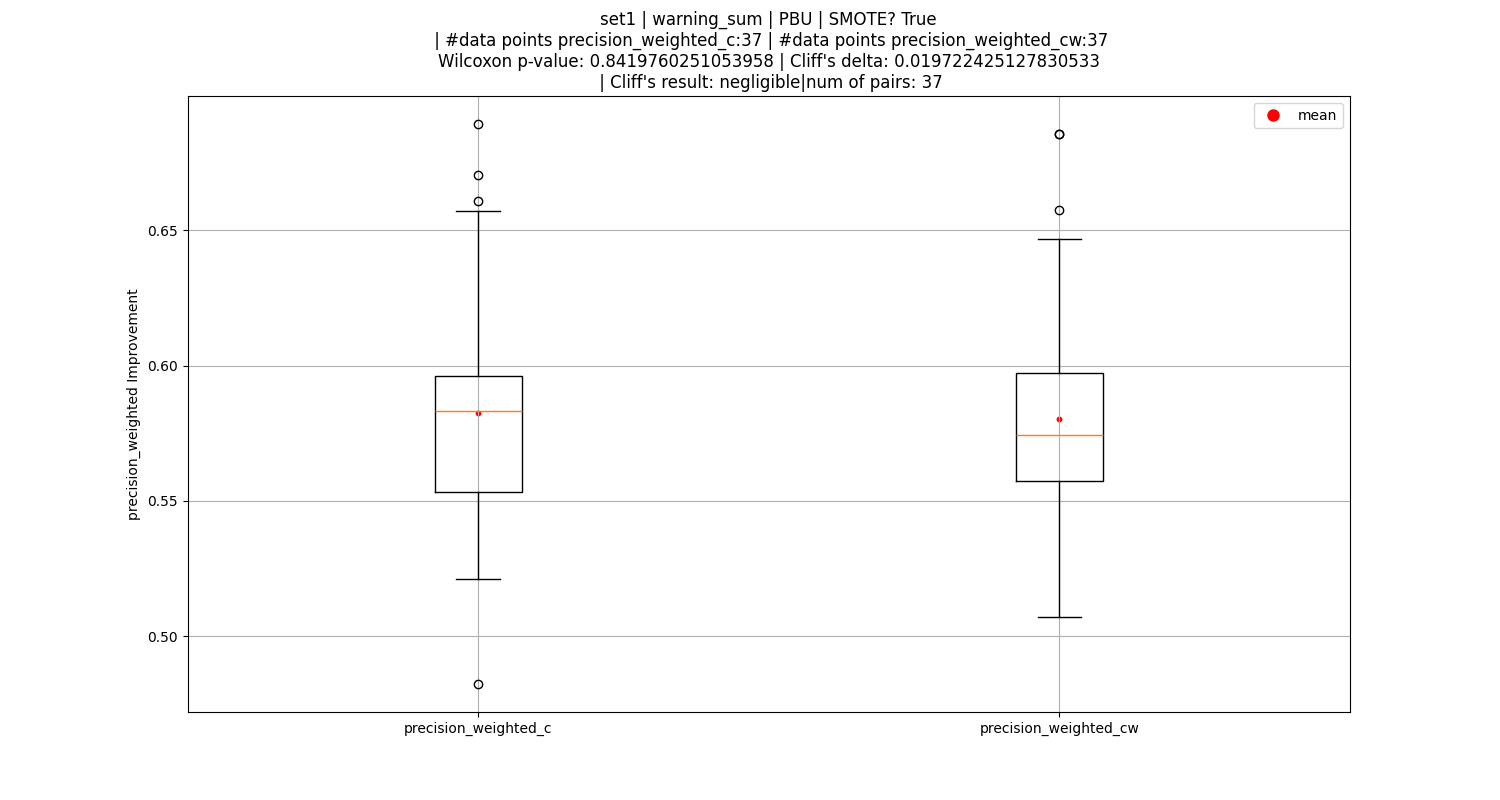 set1 | warning_sum | PBU | SMOTE? True
| #data points precision_weighted_c:37 | #data points precision_weighted_cw:37
Wilcoxon p-value: 0.8419760251053958 | Cliff's delta: 0.019722425127830533
| Cliff's result: negligible|num of pairs: 37
mean
precision_weighted Improvement
0.65
0.60
0.55
0.50
precision_weighted_c
precision_weighted_cw